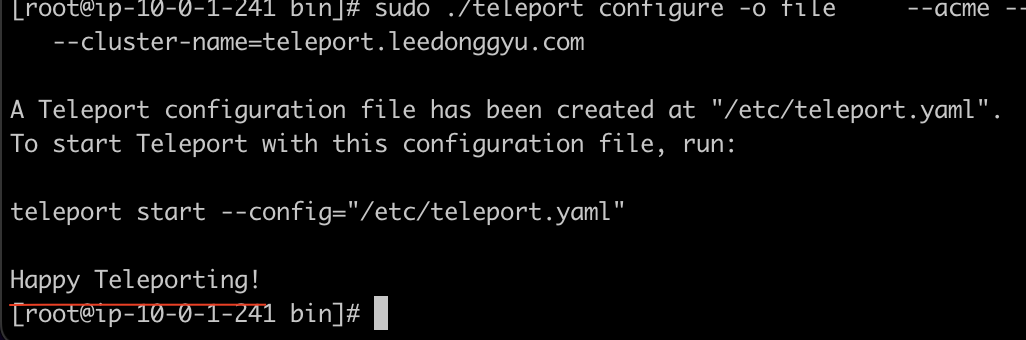 [root@ip-10-0-1-241 bin]# sudo ./teleport configure -o file     --acme --
   --cluster-name=teleport.leedonggyu.com
A Teleport configuration file has been created at "/etc/teleport.yaml".
To start Teleport with this configuration file, run:
teleport start --config="/etc/teleport.yaml"
Happy Teleporting!
[root@ip-10-0-1-241 bin]#